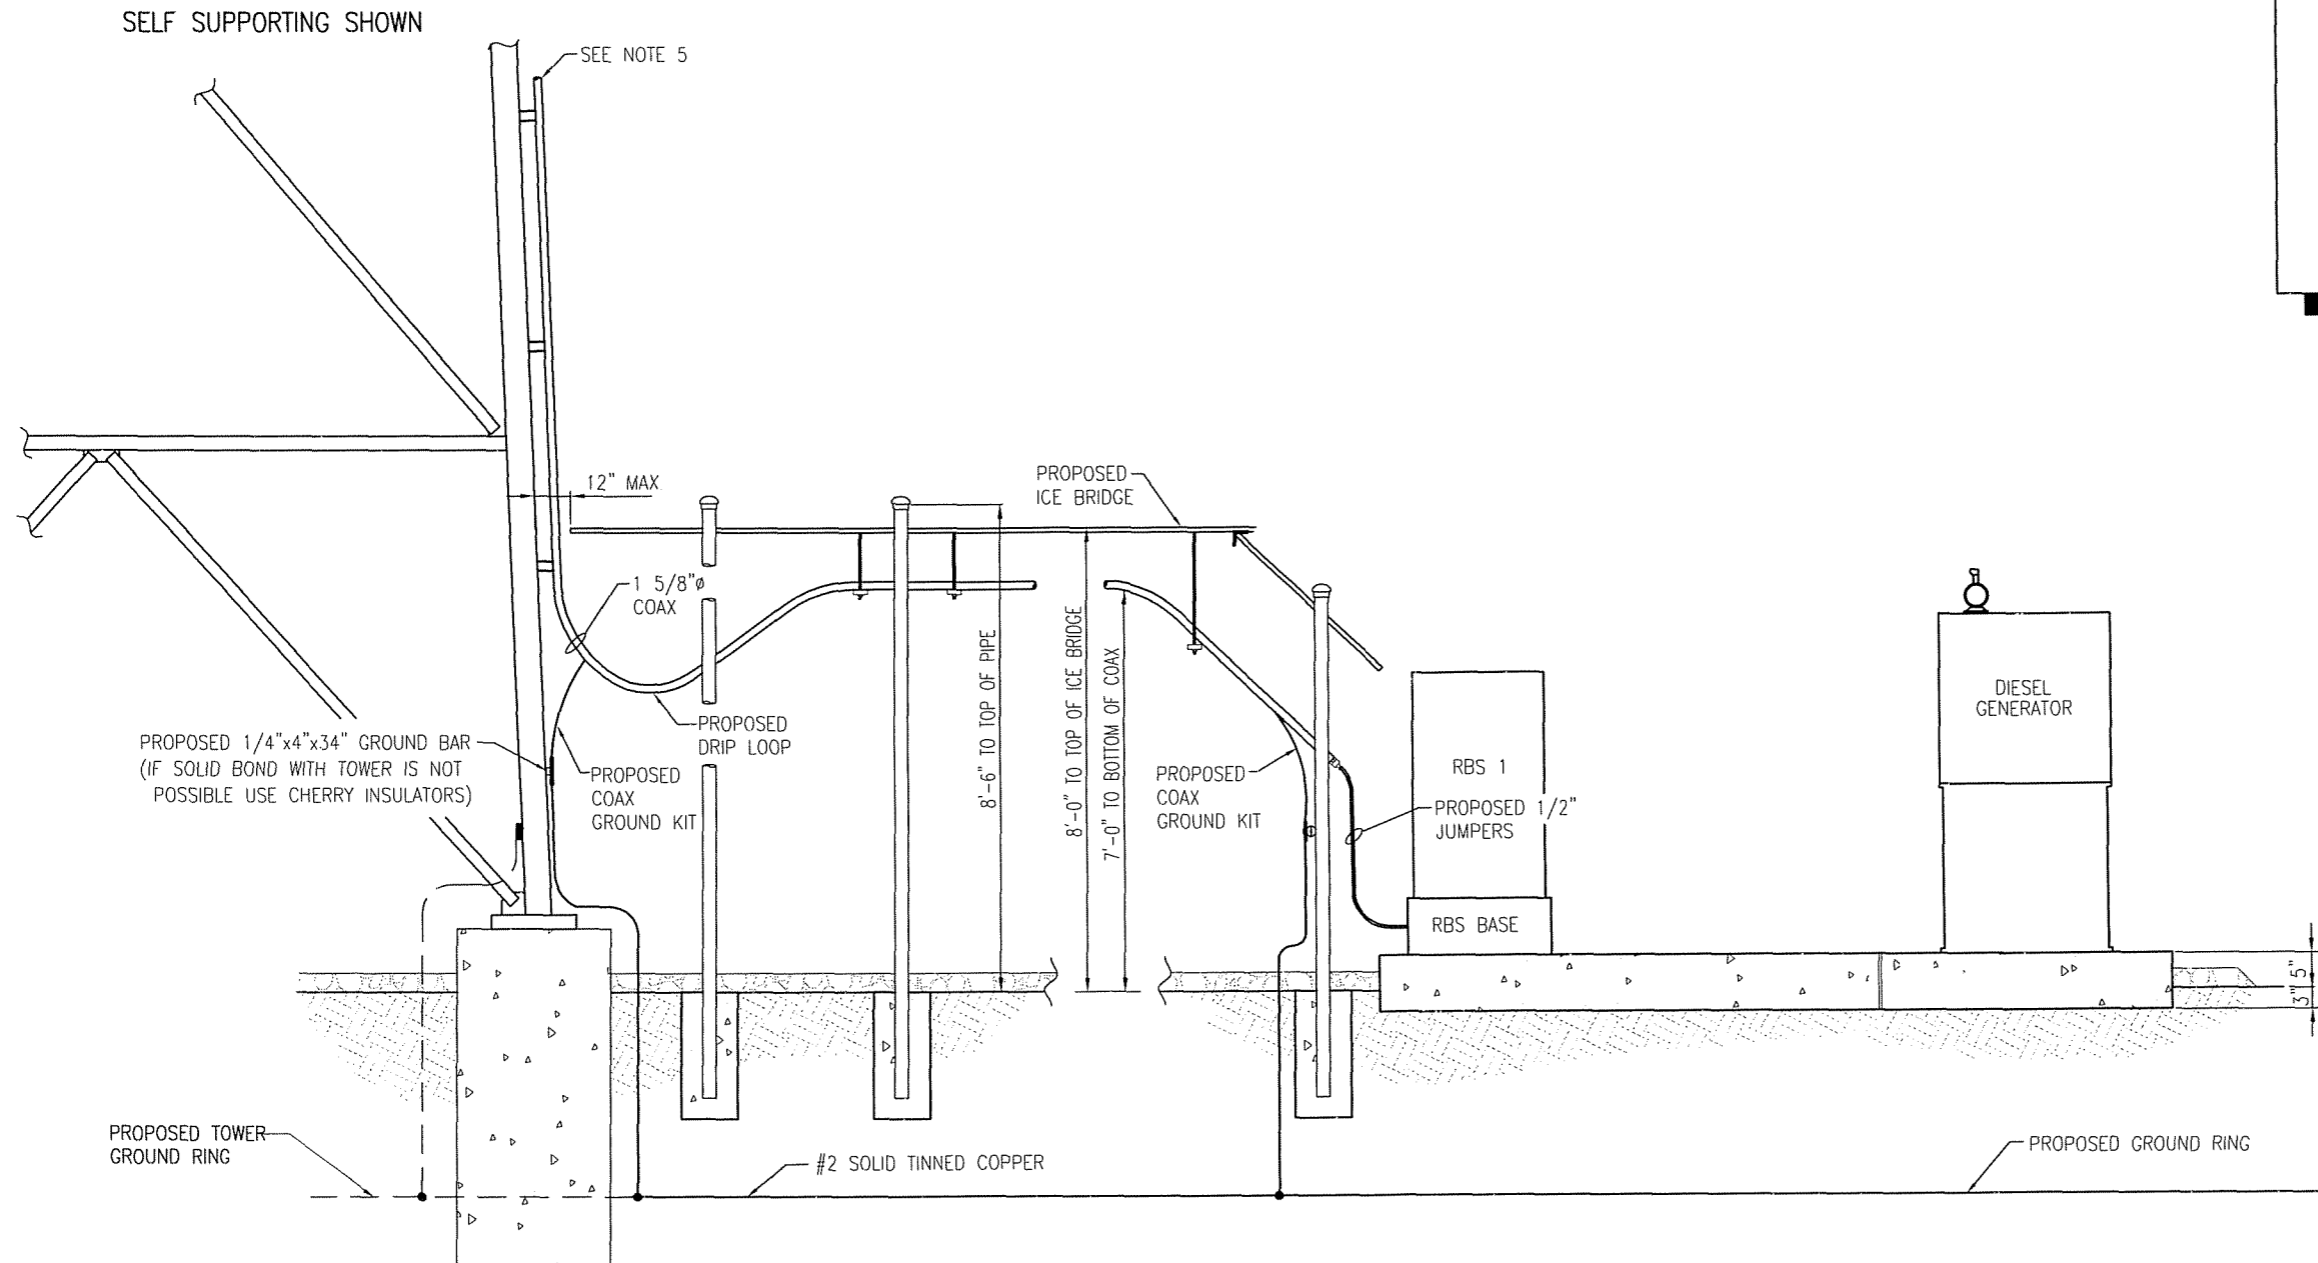 SELF SUPPORTING SHOWN
SEE NOTE 5
12" MAX
PROPOSED
ICE BRIDGE
1 5/8"ø
COAX
PROPOSED
DRIP LOOP
PROPOSED 1/4"x4"x34" GROUND BAR
(IF SOLID BOND WITH TOWER IS NOT
POSSIBLE USE CHERRY INSULATORS)
PROPOSED
COAX
GROUND KIT
8'-6" TO TOP OF PIPE
8'-0" TO TOP OF ICE BRIDGE
7'-0" TO BOTTOM OF COAX
PROPOSED
COAX
GROUND KIT
PROPOSED 1/2"
JUMPERS
RBS 1
RBS BASE
DIESEL
GENERATOR
5"
3"
PROPOSED TOWER
GROUND RING
#2 SOLID TINNED COPPER
PROPOSED GROUND RING